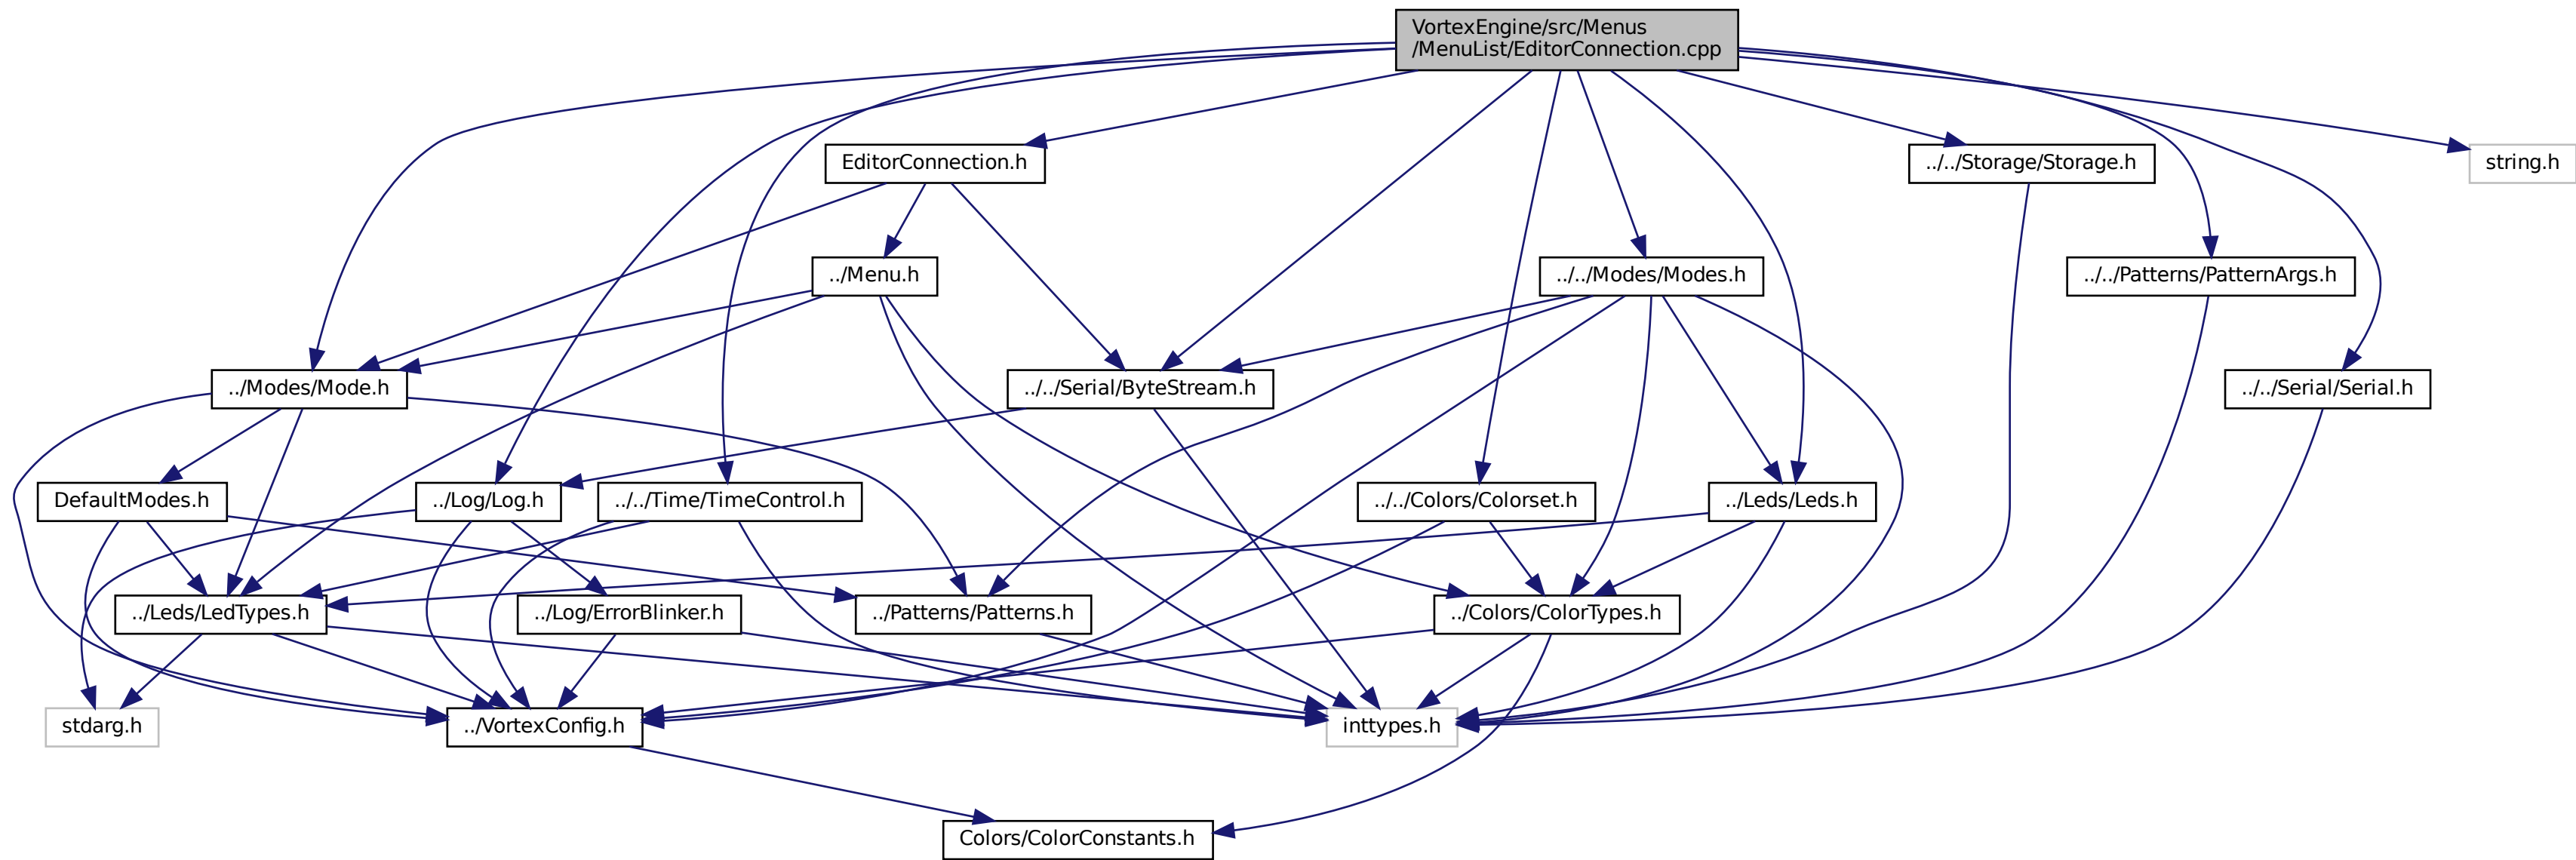 VortexEngine/src/Menus
/MenuList/EditorConnection.cpp
EditorConnection.h
../../Storage/Storage.h
string.h
../Menu.h
../../Modes/Modes.h
../../Patterns/PatternArgs.h
../Modes/Mode.h
../../Serial/ByteStream.h
../../Serial/Serial.h
DefaultModes.h
../Log/Log.h
../../Time/TimeControl.h
../../Colors/Colorset.h
../Leds/Leds.h
../Leds/LedTypes.h
../Log/ErrorBlinker.h
../Patterns/Patterns.h
../Colors/ColorTypes.h
stdarg.h
../VortexConfig.h
inttypes.h
Colors/ColorConstants.h